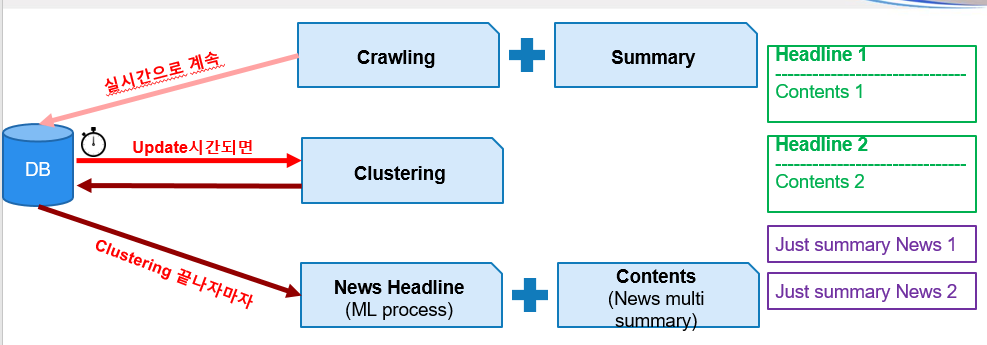 Crawling
Summary
실시간으로 계속
DB
Update시간되면
Clustering
Clustering 끝나자마자
News Headline
(ML process)
Contents
(News multi
summary)
Headline 1
--------------------------------
Contents 1
Headline 2
--------------------------------
Contents 2
Just summary News 1
Just summary News 2